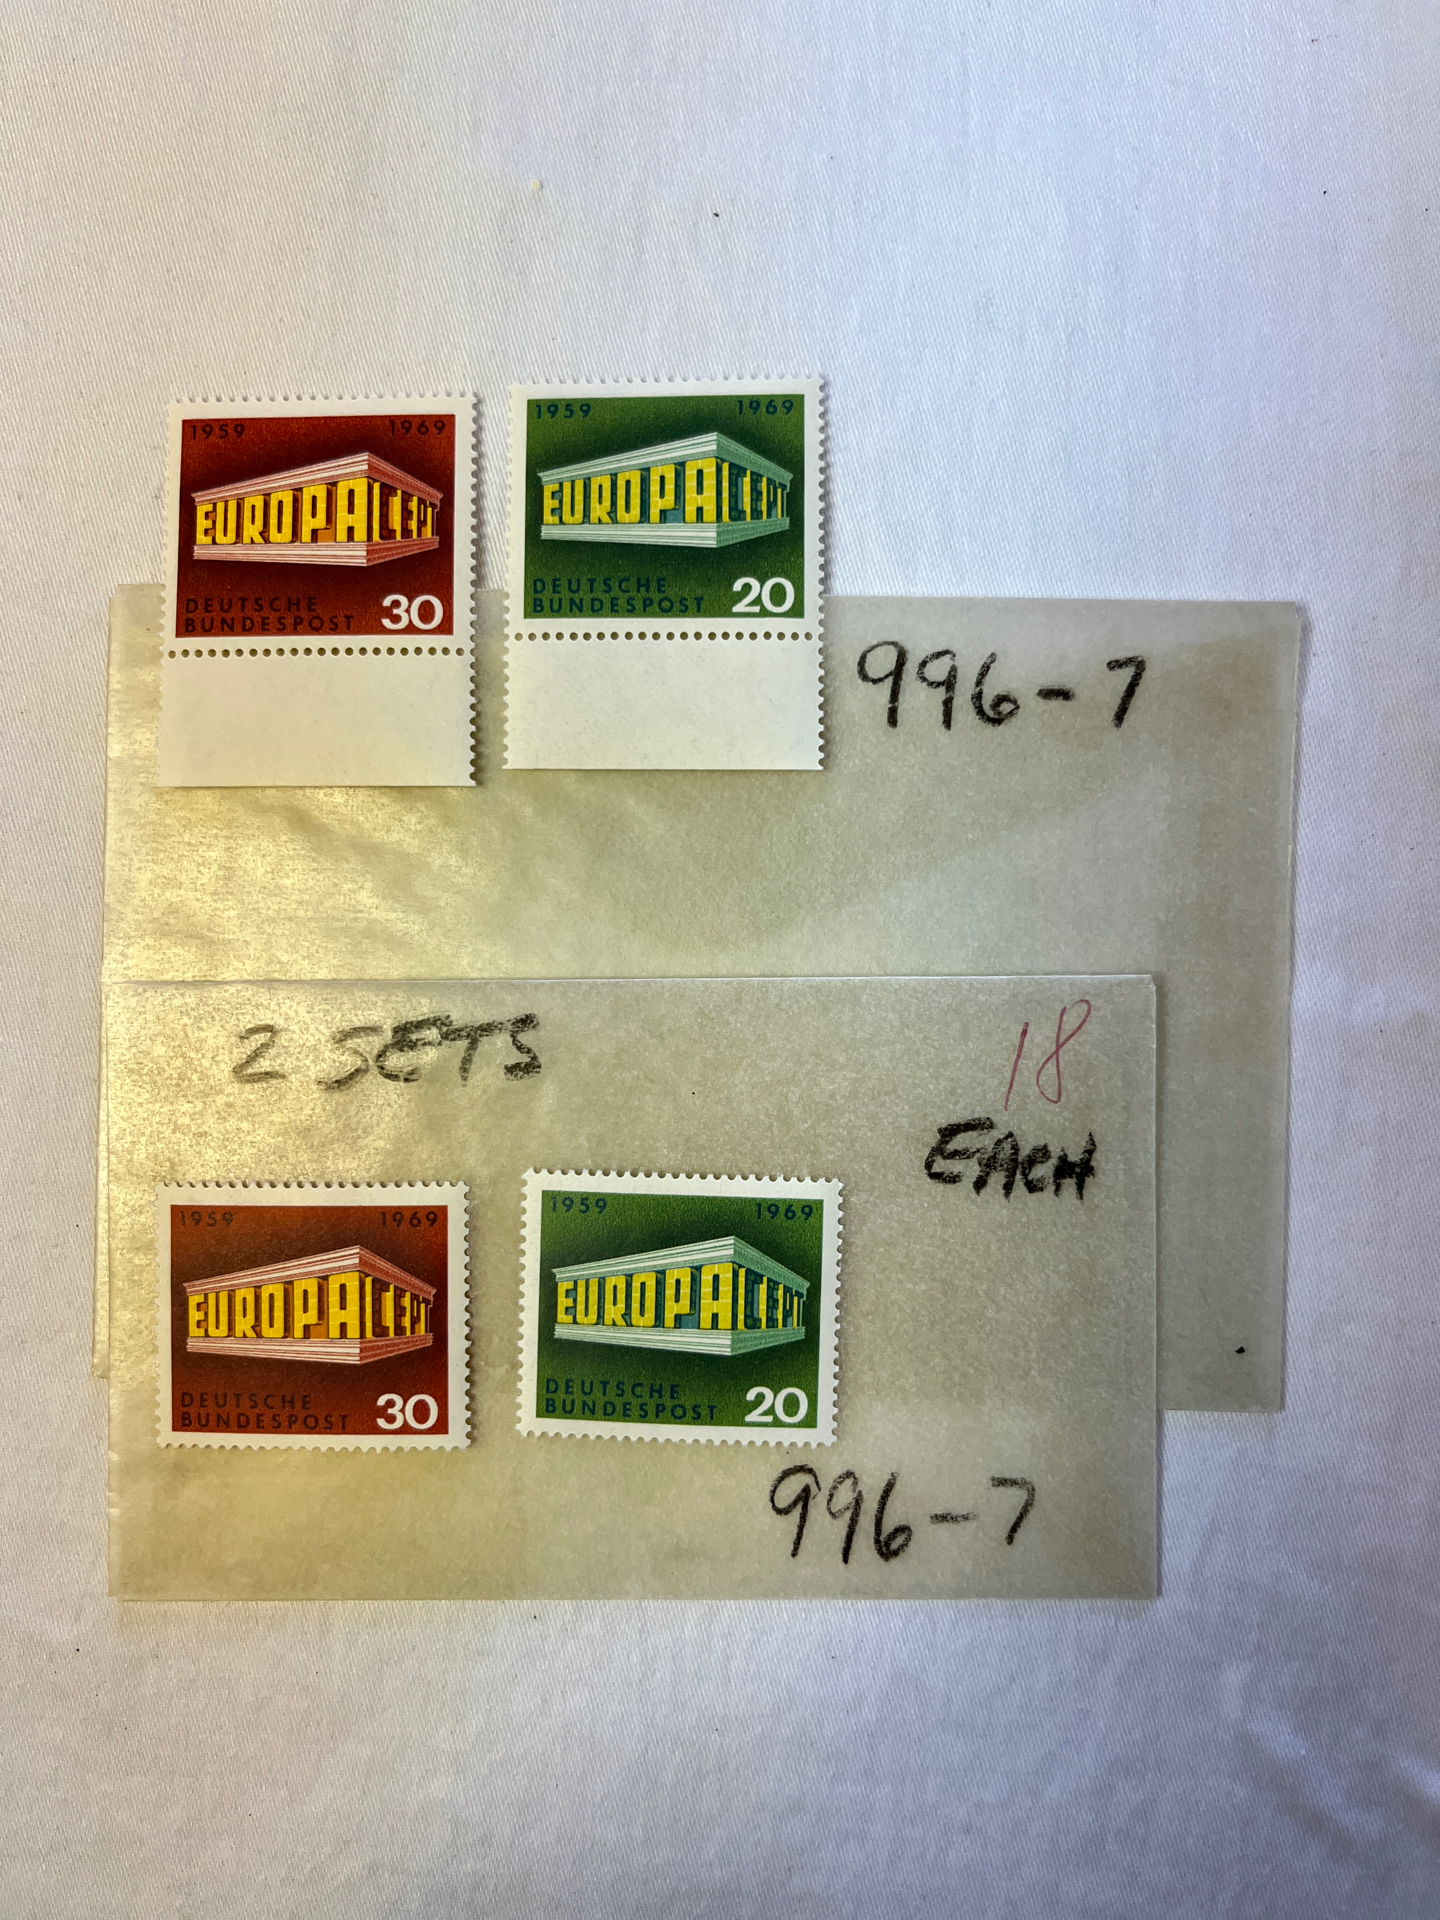 1959 1969
EUROPA CEPT
DEUTSCHE
BUNDESPOST 30
1959 1969
EUROPA CEPT
DEUTSCHE
BUNDESPOST 20
996-7
2 SETS
18
EACH
1959 1969
EUROPA CEPT
DEUTSCHE
BUNDESPOST 30
1959 1969
EUROPA CEPT
DEUTSCHE
BUNDESPOST 20
996-7